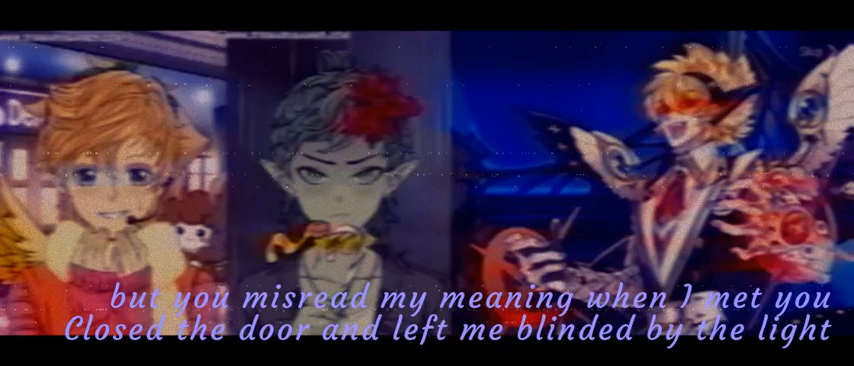 but you misread my meaning when I met you
Closed the door and left me blinded by the light